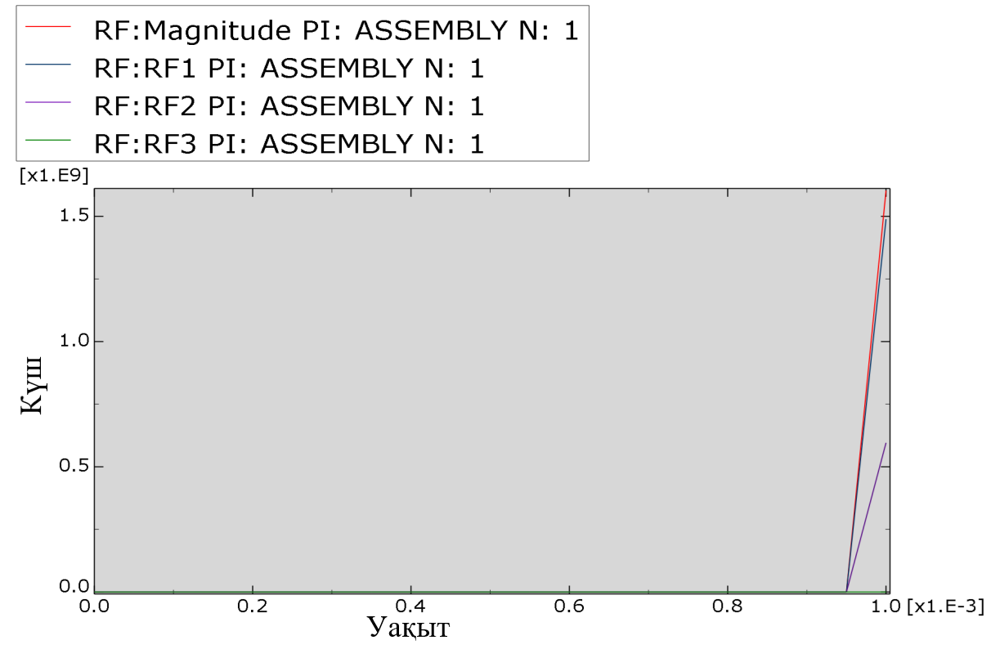 RF:Magnitude PI: ASSEMBLY N: 1
RF:RF1 PI: ASSEMBLY N: 1
RF:RF2 PI: ASSEMBLY N: 1
RF:RF3 PI: ASSEMBLY N: 1
[x1.E9]
1.5
1.0
0.5
0.0
Күш
0.0 0.2 0.4 0.6 0.8 1.0 [x1.E-3]
Уақыт